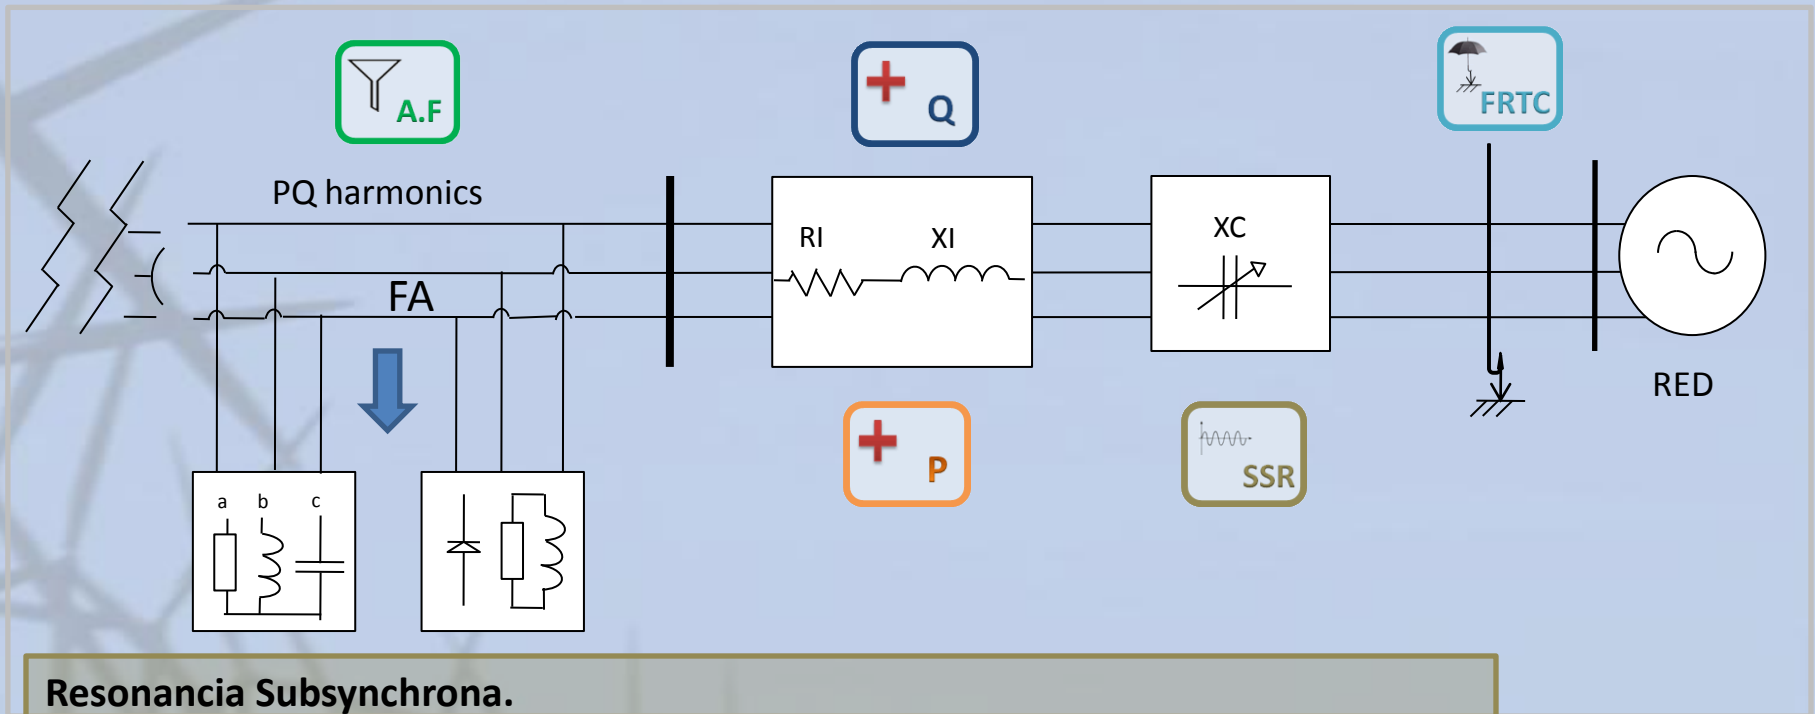 A.F
Q
FRTC
PQ harmonics
RI
XI
XC
FA
RED
P
SSR
a b c
Resonancia Subsynchrona.